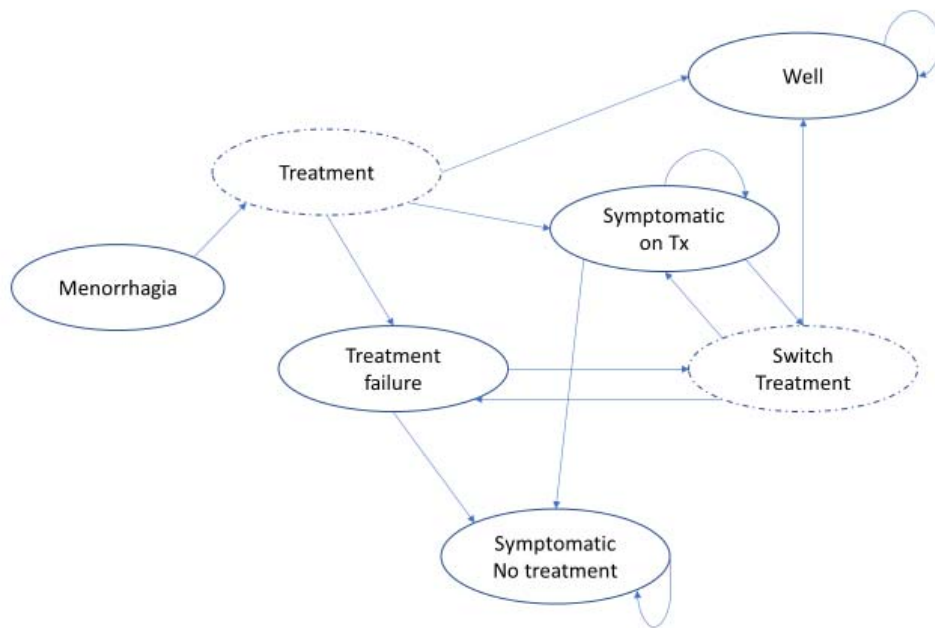 Well
Treatment
Symptomatic
on Tx
Menorrhagia
Treatment
failure
Switch
Treatment
Symptomatic
No treatment